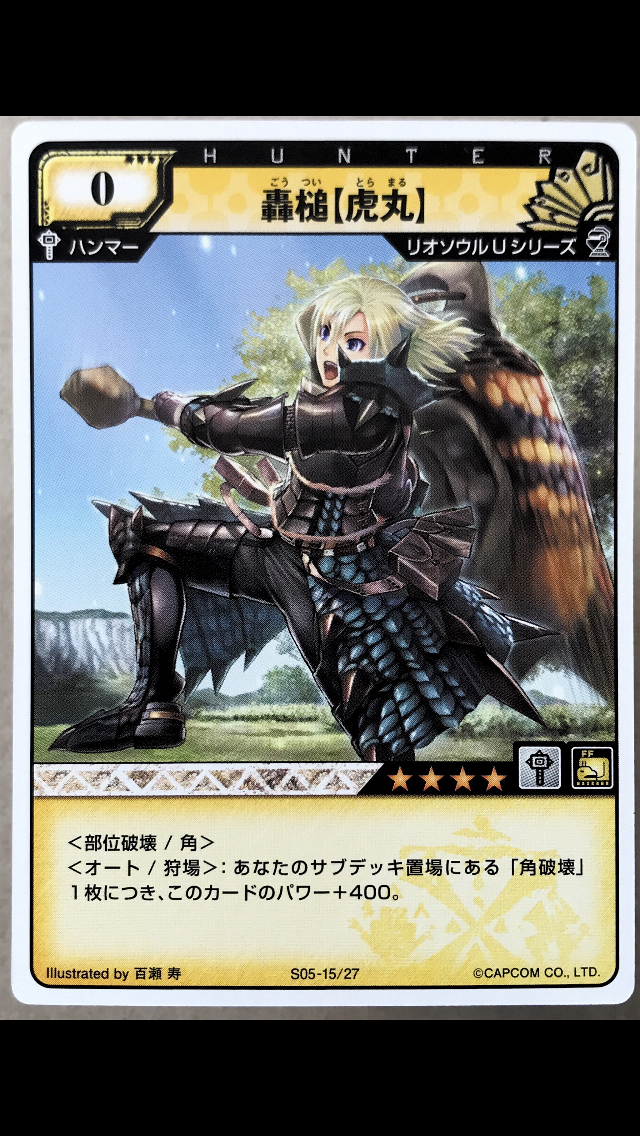 HUNTER
0
ごう つい とら まる
轟槌【虎丸】
ハンマー
リオソウルUシリーズ
FF
＜部位破壊 / 角＞
＜オート / 狩場＞：あなたのサブデッキ置場にある「角破壊」
1枚につき、このカードのパワー＋400。
Illustrated by 百瀬 寿
S05-15/27
©CAPCOM CO., LTD.